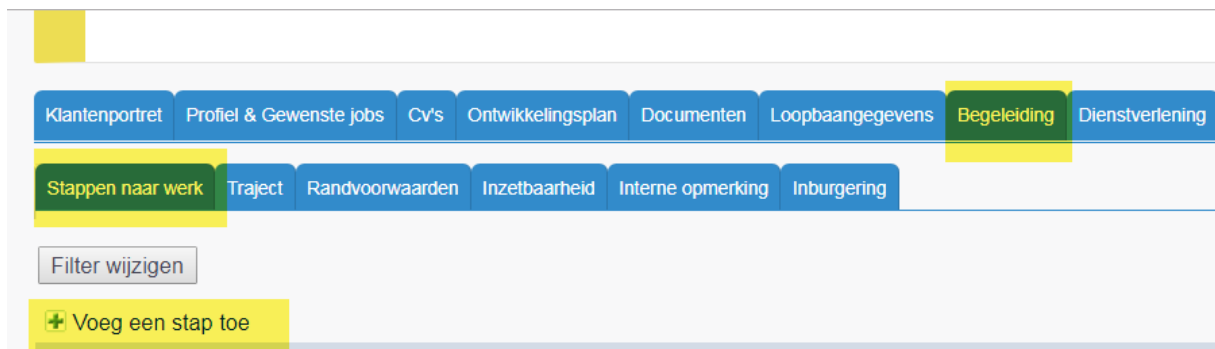 Klantenportret Profiel & Gewenste jobs Cv's Ontwikkelingsplan Documenten Loopbaangegevens Begeleiding Dienstverlening
Stappen naar werk Traject Randvoorwaarden Inzetbaarheid Interne opmerking Inburgering
Filter wijzigen
Voeg een stap toe